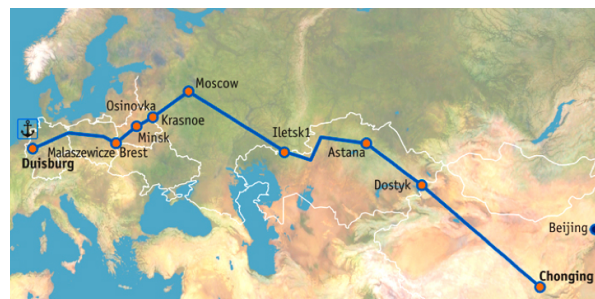 Moscow
Osinovka
Krasnoe
Minsk
Malaszewicze Brest
Duisburg
Iletsk1
Astana
Dostyk
Beijing
Chonging